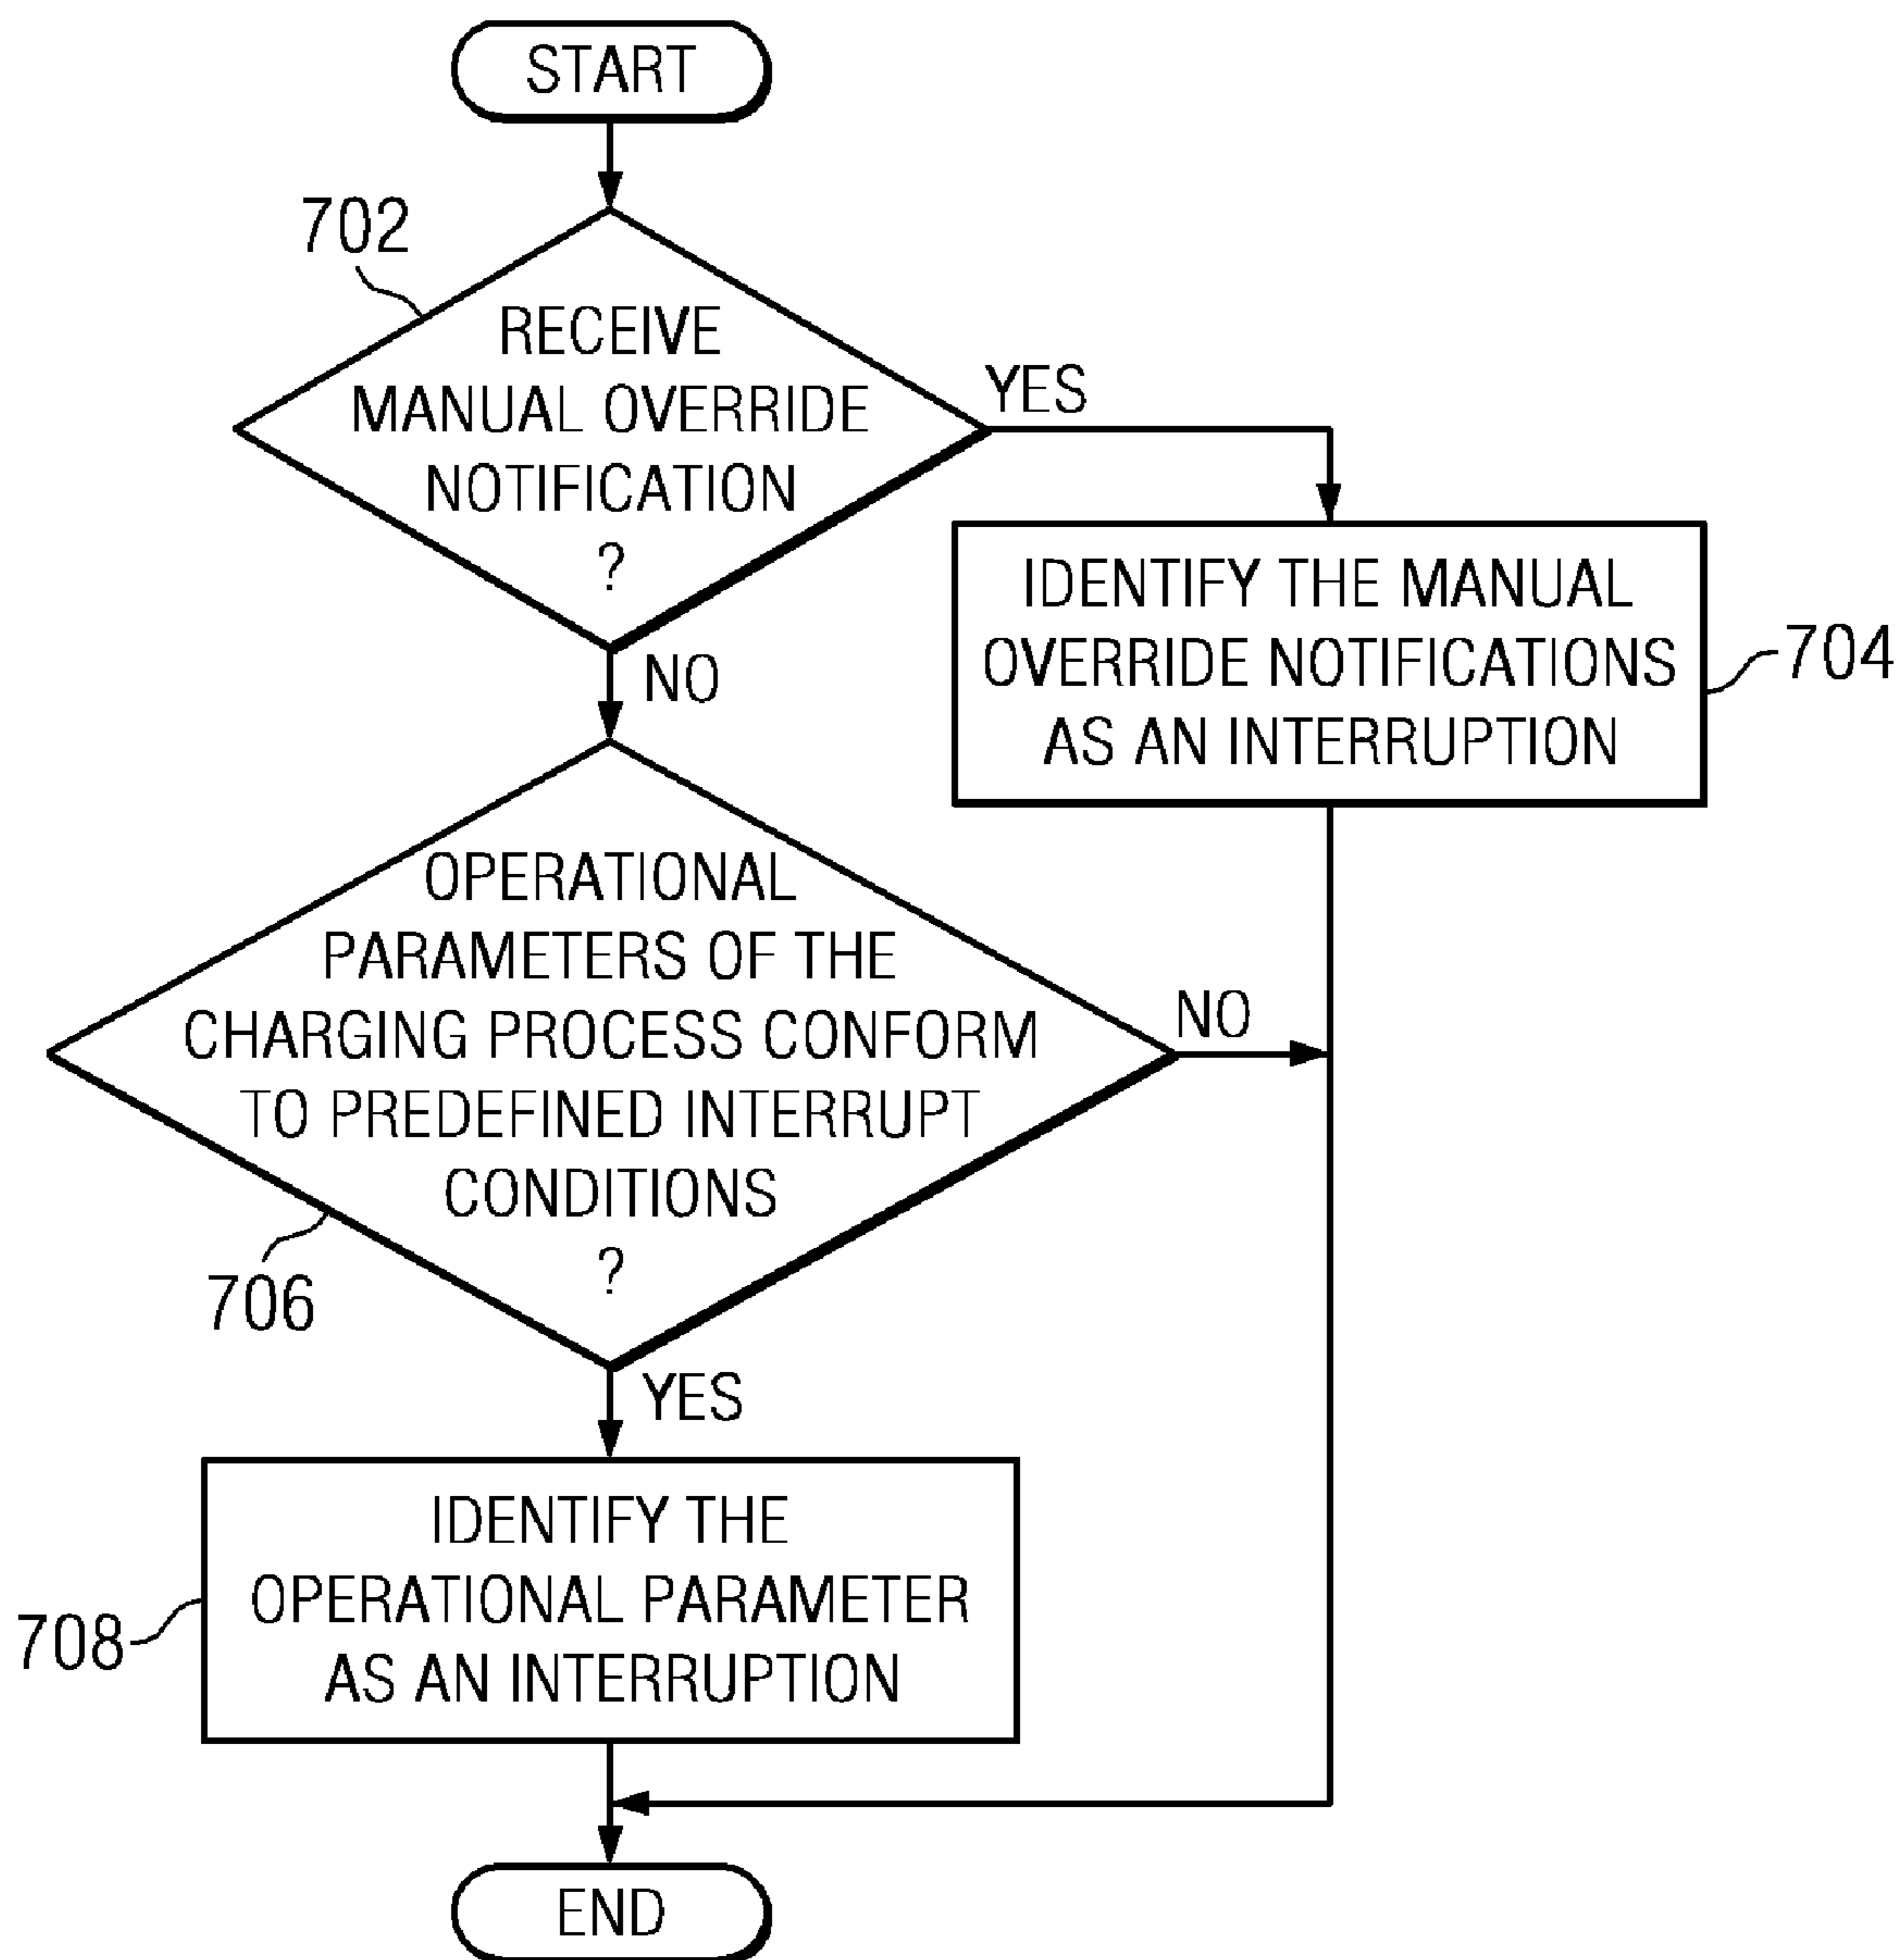 START
702
RECEIVE
MANUAL OVERRIDE
NOTIFICATION
?
YES
NO
IDENTIFY THE MANUAL
OVERRIDE NOTIFICATIONS
AS AN INTERRUPTION
704
OPERATIONAL
PARAMETERS OF THE
CHARGING PROCESS CONFORM
TO PREDEFINED INTERRUPT
CONDITIONS
?
NO
706
YES
IDENTIFY THE
OPERATIONAL PARAMETER
AS AN INTERRUPTION
708
END